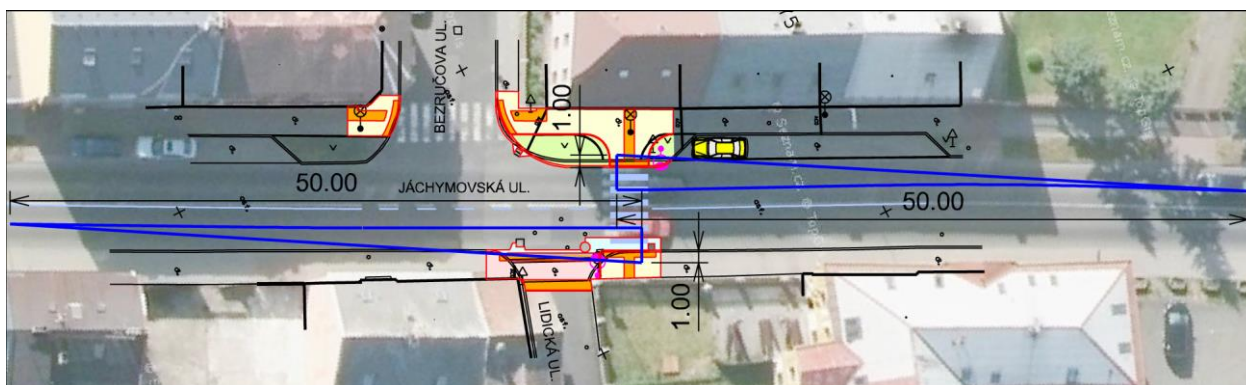 BEZRUČOVA UL.
1.00
50.00
JÁCHYMOVSKÁ UL.
50.00
1.00
LIDICKÁ UL.